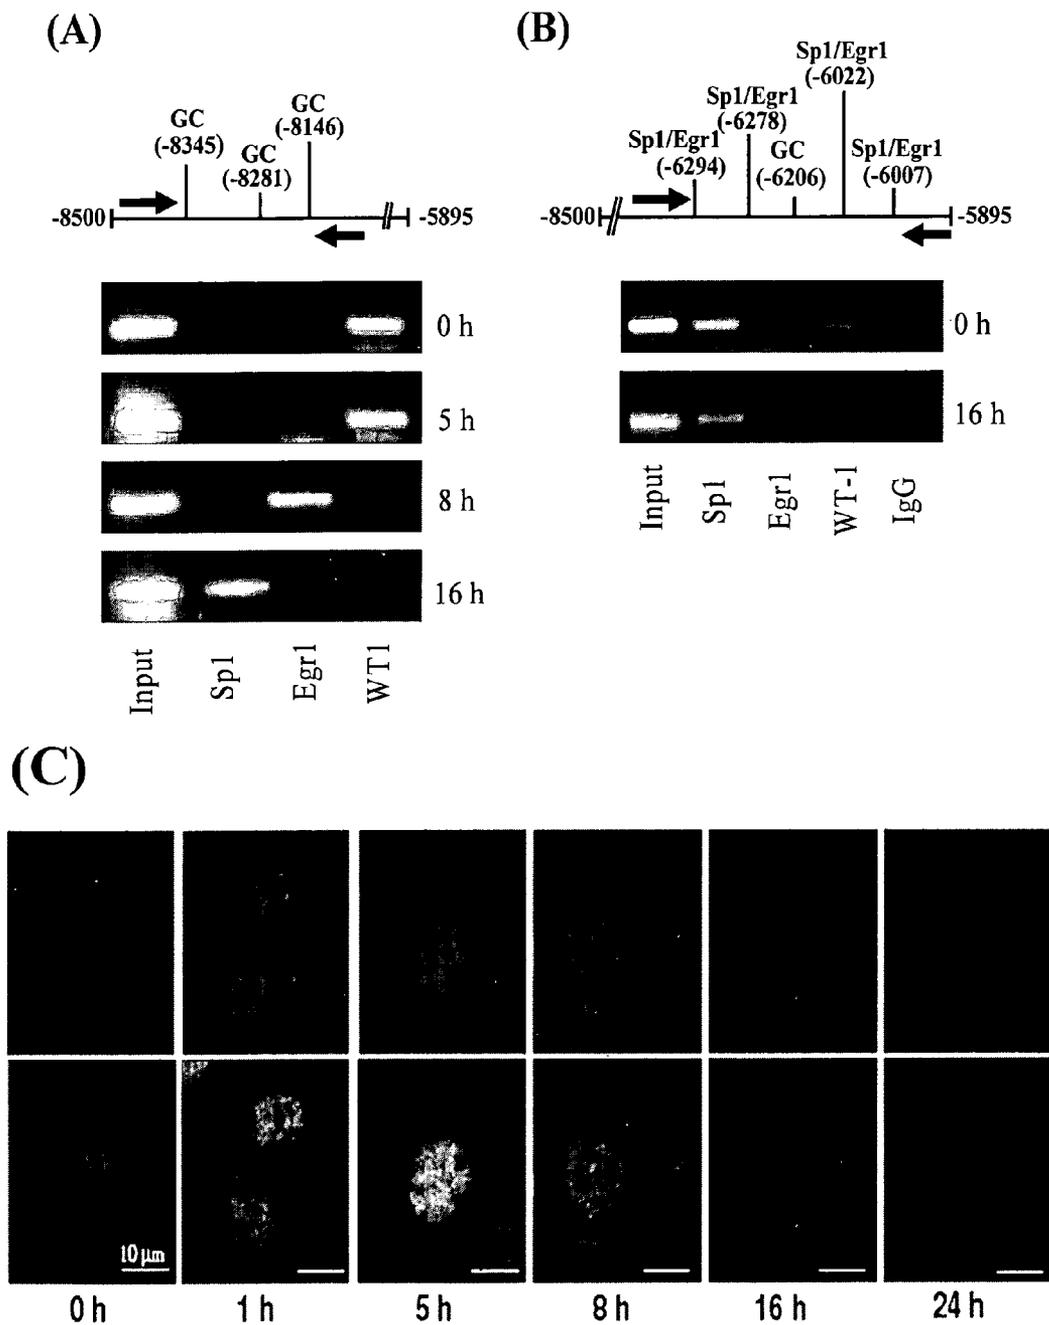 (A)
GC
(-8345)
GC
(-8281)
GC
(-8146)
-8500
-5895
0 h
5 h
8 h
16 h
Input
Sp1
Egr1
WT1
(B)
Sp1/Egr1
(-6294)
Sp1/Egr1
(-6278)
GC
(-6206)
Sp1/Egr1
(-6022)
Sp1/Egr1
(-6007)
-8500
-5895
0 h
16 h
Input
Sp1
Egr1
WT-1
IgG
(C)
10 µm
0 h
1 h
5 h
8 h
16 h
24 h